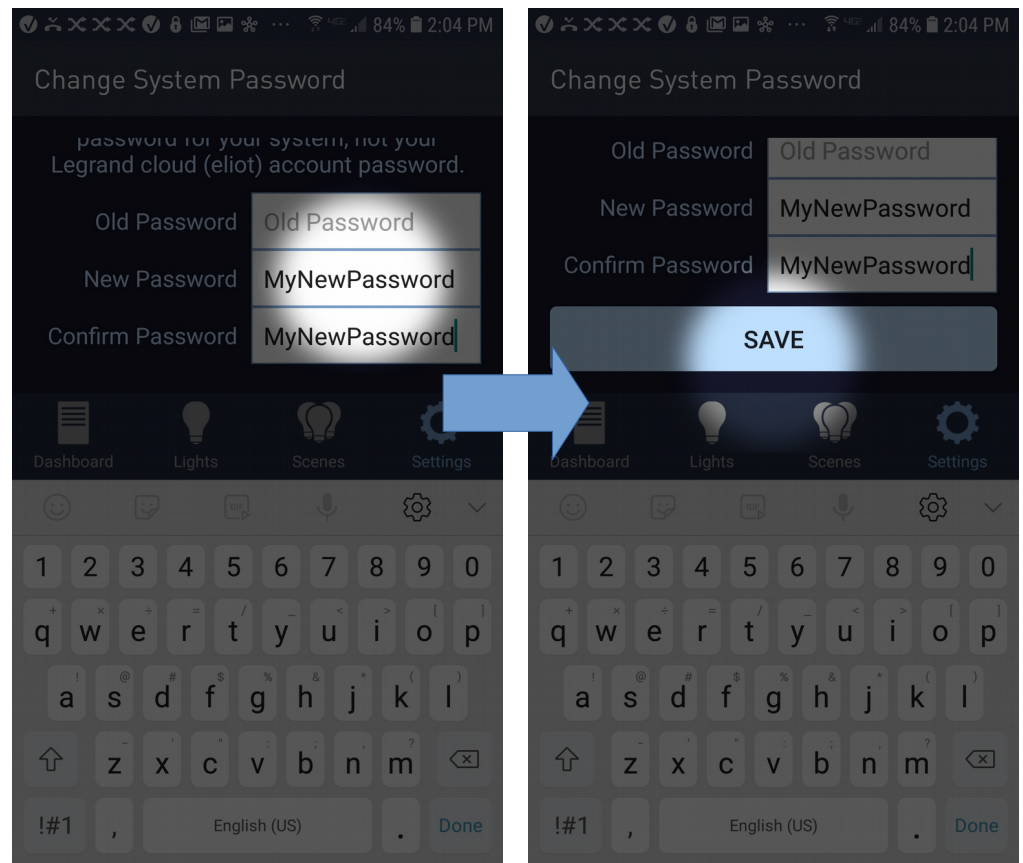 84% 2:04 PM
Change System Password
password for your system, not your
Legrand cloud (eliot) account password.
Old Password Old Password
New Password MyNewPassword
Confirm Password MyNewPassword
Dashboard Lights Scenes Settings
GIF
1 2 3 4 5 6 7 8 9 0
+ × ÷ = / _ < > [ ]
q w e r t y u i o p
! @ # $ % & * ( )
a s d f g h j k l
- ' " : ; , ?
z x c v b n m
!#1 , English (US) . Done
4GE 84% 2:04 PM
Change System Password
Old Password Old Password
New Password MyNewPassword
Confirm Password MyNewPassword
SAVE
Dashboard Lights Scenes Settings
GIF
1 2 3 4 5 6 7 8 9 0
+ × ÷ = / _ < > [ ]
q w e r t y u i o p
! @ # $ % & * ( )
a s d f g h j k l
- ' " : ; , ?
z x c v b n m
!#1 , English (US) . Done